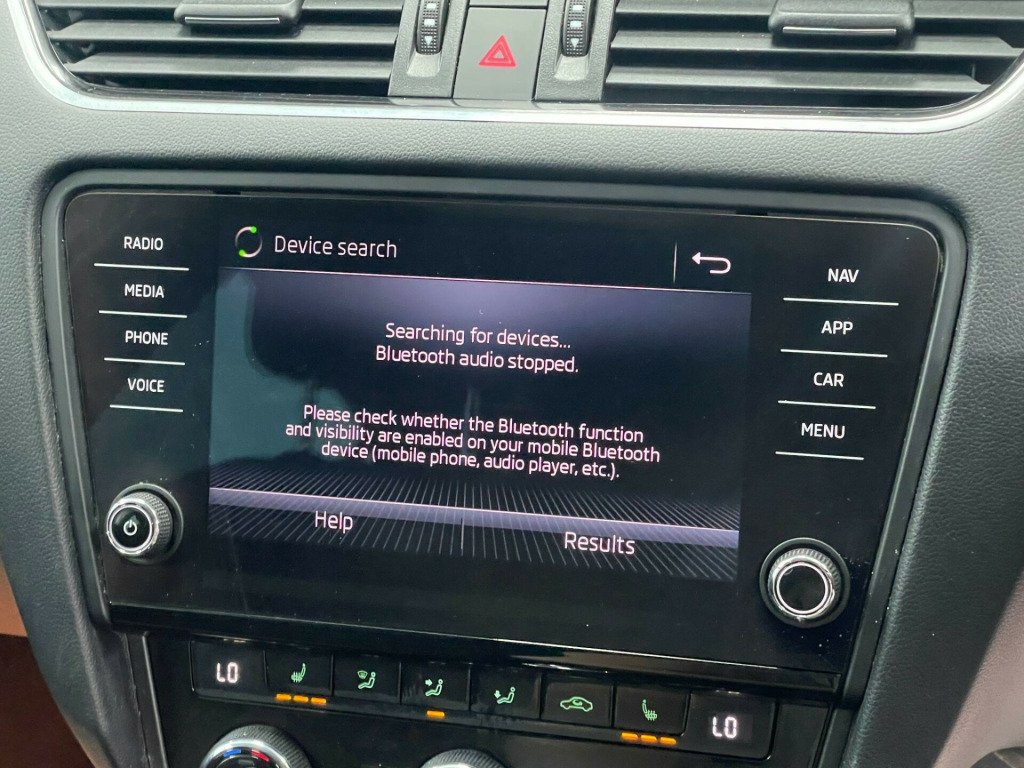 Device search
RADIO
MEDIA
PHONE
VOICE
NAV
APP
CAR
MENU
Searching for devices...
Bluetooth audio stopped.
Please check whether the Bluetooth function
and visibility are enabled on your mobile Bluetooth
device (mobile phone, audio player, etc.).
Help
Results
LO
LO